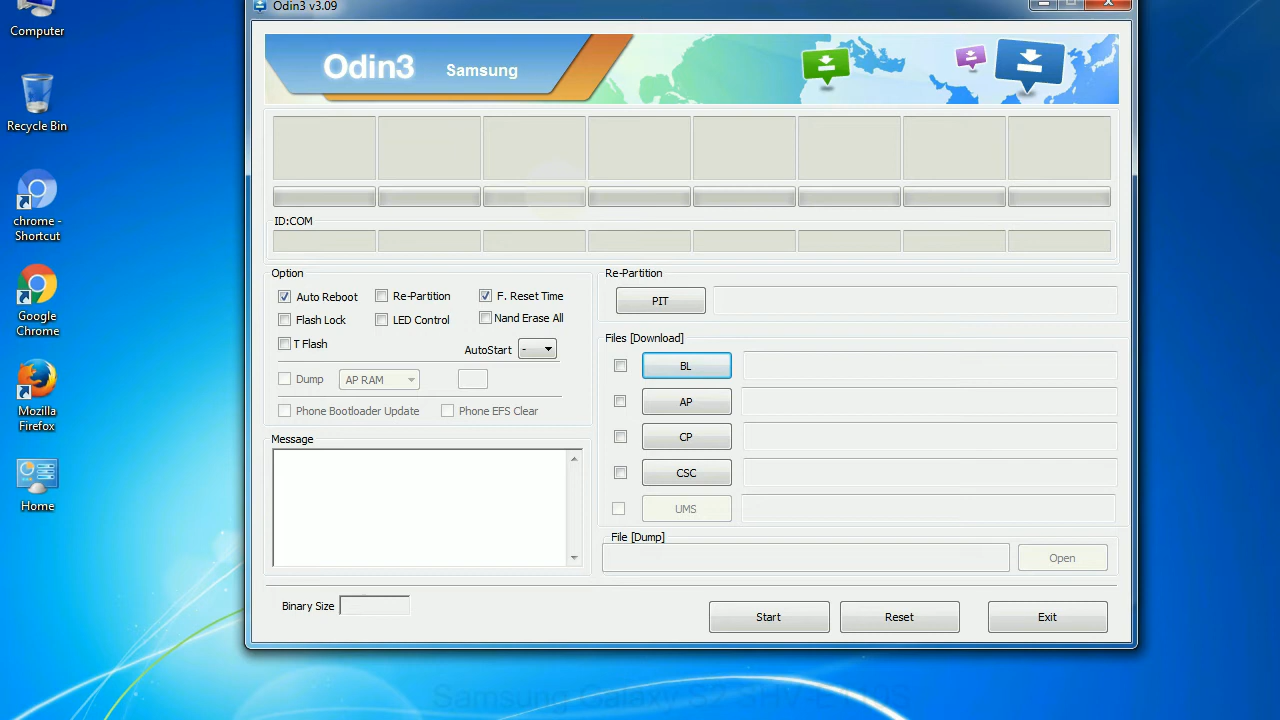 Computer
Recycle Bin
chrome -
Shortcut
Google
Chrome
Mozilla
Firefox
Home
Odin3 v3.09
Odin3 Samsung
ID:COM
Option
Auto Reboot Re-Partition F. Reset Time
Flash Lock LED Control Nand Erase All
T Flash AutoStart -
Dump AP RAM
Phone Bootloader Update Phone EFS Clear
Message
Re-Partition
PIT
Files [Download]
BL
AP
CP
CSC
UMS
File [Dump]
Open
Binary Size
Start Reset Exit
Samsung Galaxy S2